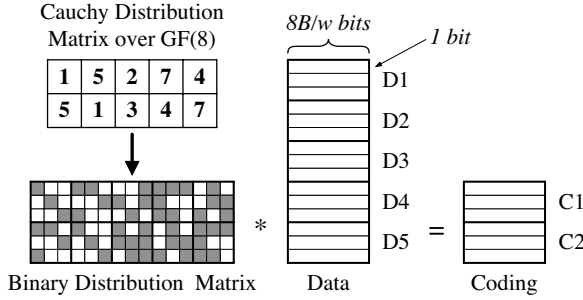 Cauchy Distribution
Matrix over GF(8)
1 5 2 7 4
5 1 3 4 7
8B/w bits
1 bit
D1
D2
D3
D4
D5
*
=
C1
C2
Binary Distribution Matrix
Data
Coding